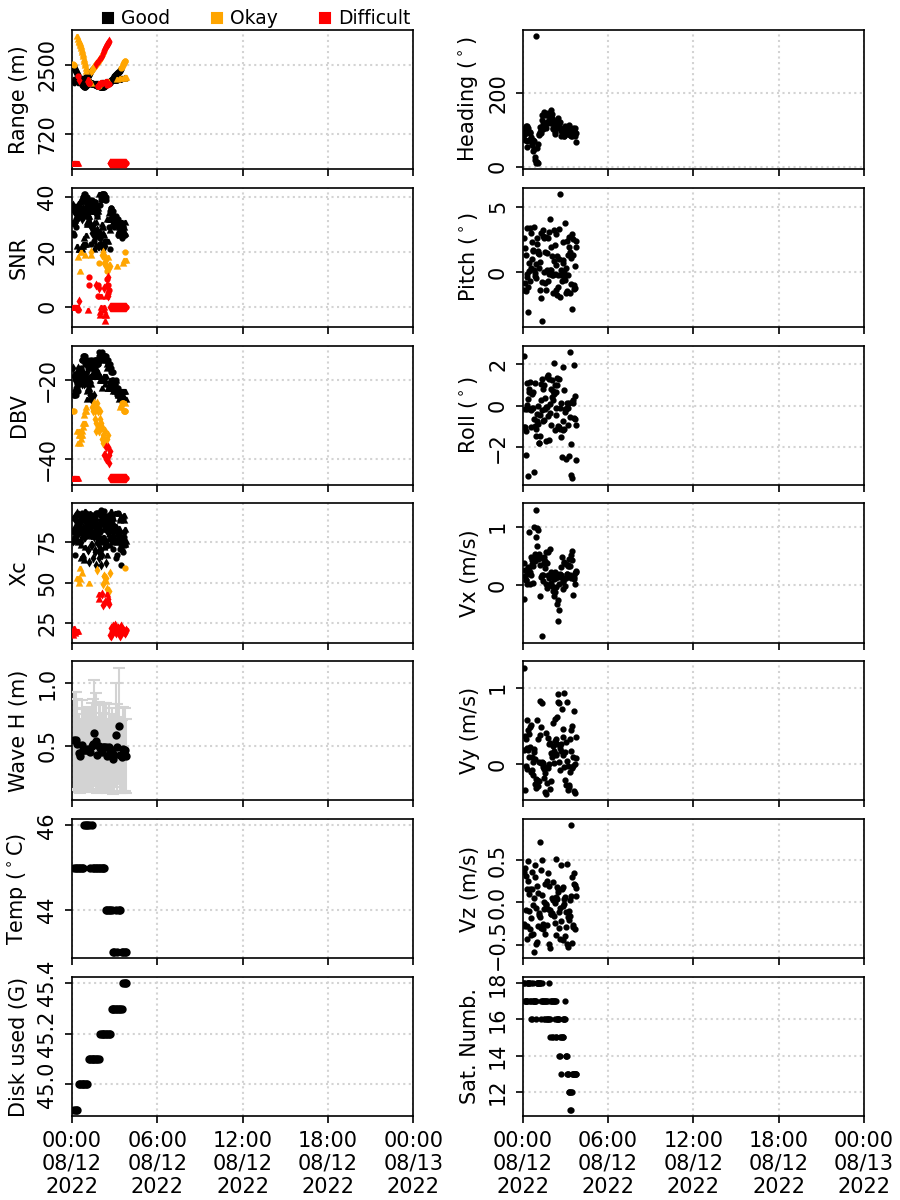 Good Okay Difficult
Range (m)
2500
720
Heading (°)
200
0
SNR
40
20
0
Pitch (°)
5
0
DBV
−20
−40
Roll (°)
2
0
−2
Xc
75
50
25
Vx (m/s)
1
0
Wave H (m)
1.0
0.5
Vy (m/s)
1
0
Temp (°C)
46
44
Vz (m/s)
0.5
0.0
−0.5
Disk used (G)
45.4
45.2
45.0
Sat. Numb.
18
16
14
12
00:00 06:00 12:00 18:00 00:00
08/12 08/12 08/12 08/12 08/13
2022 2022 2022 2022 2022
00:00 06:00 12:00 18:00 00:00
08/12 08/12 08/12 08/12 08/13
2022 2022 2022 2022 2022